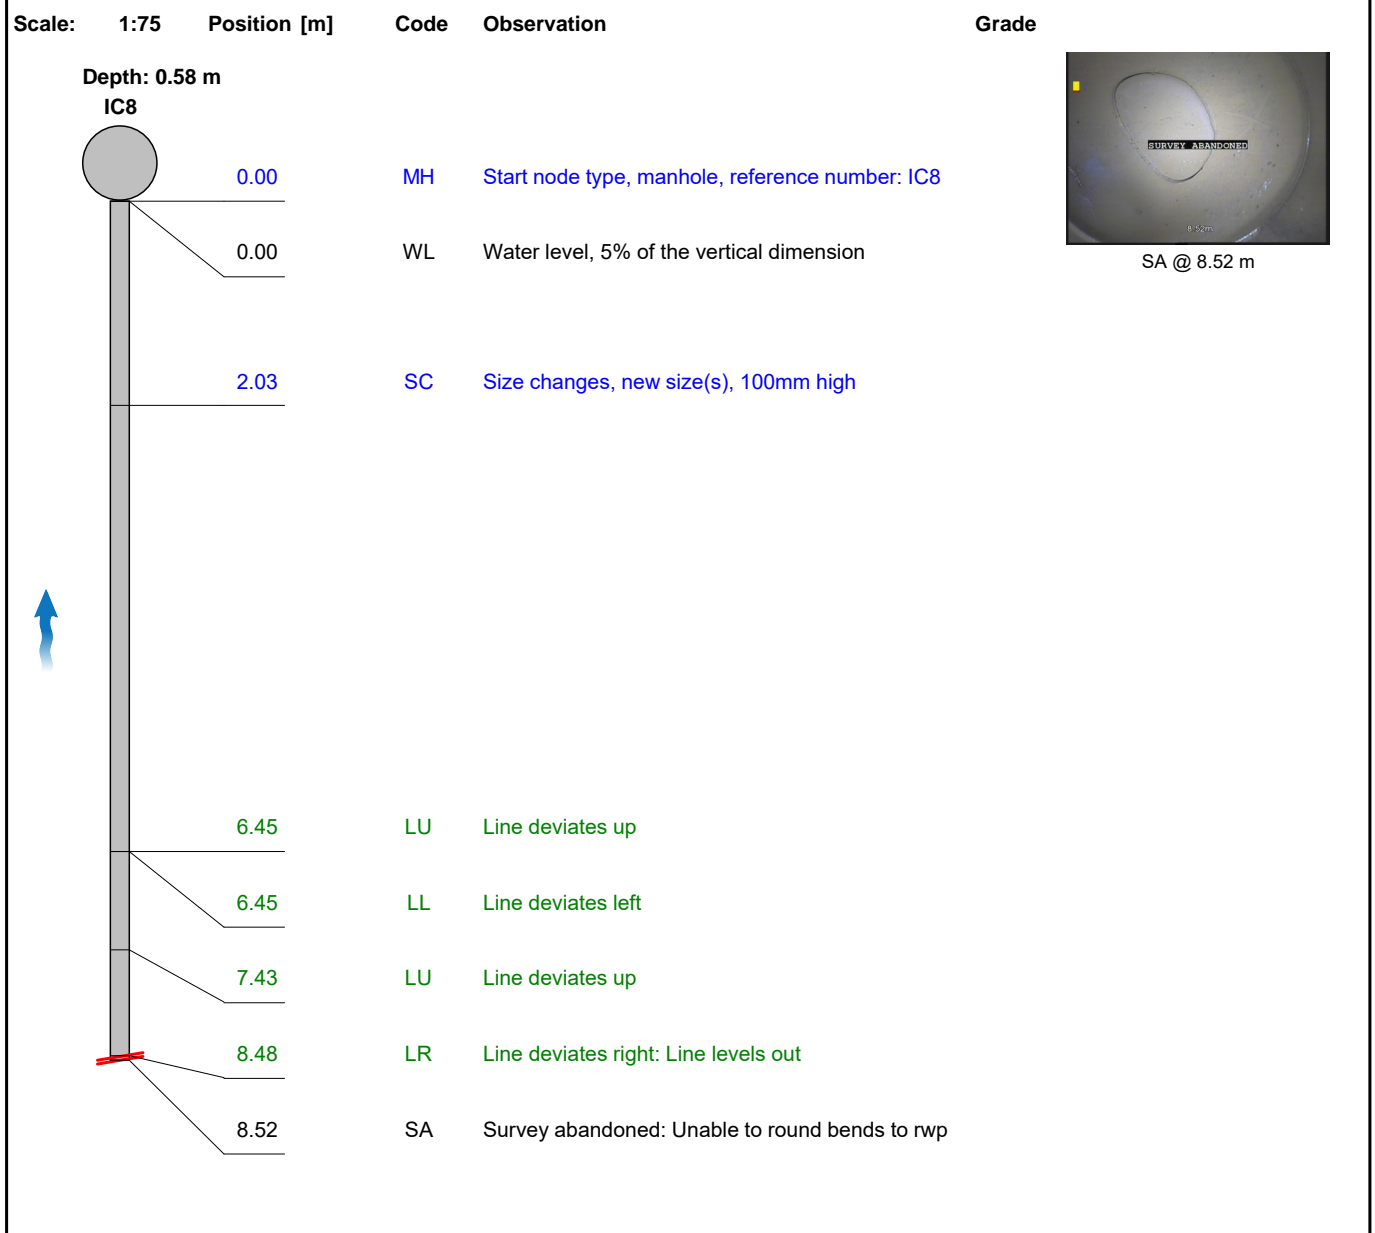 Scale: 1:75 Position [m] Code Observation Grade
Depth: 0.58 m
IC8
0.00 MH Start node type, manhole, reference number: IC8
0.00 WL Water level, 5% of the vertical dimension
SURVEY ABANDONED
8.52m
SA @ 8.52 m
2.03 SC Size changes, new size(s), 100mm high
6.45 LU Line deviates up
6.45 LL Line deviates left
7.43 LU Line deviates up
8.48 LR Line deviates right: Line levels out
8.52 SA Survey abandoned: Unable to round bends to rwp